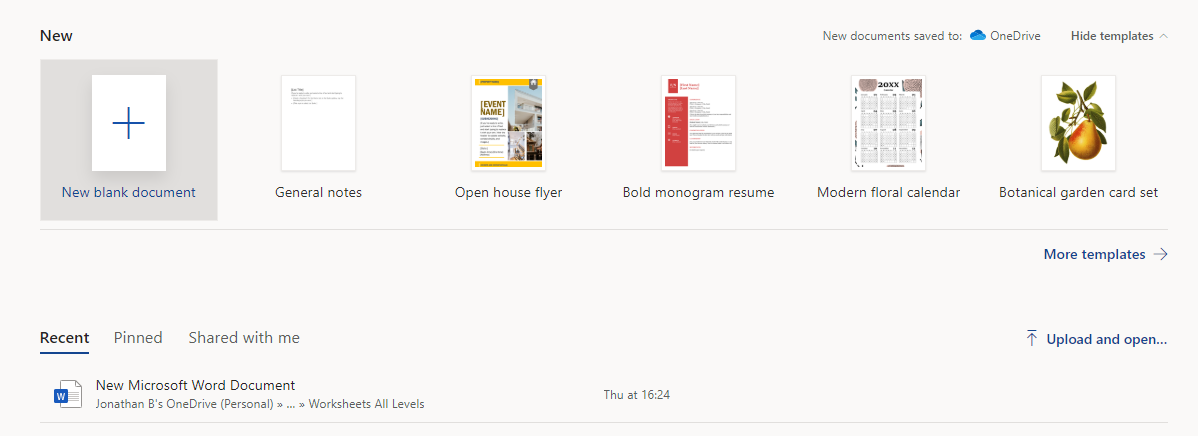 New
New documents saved to: OneDrive Hide templates
[EVENT
NAME]
20XX
New blank document
General notes
Open house flyer
Bold monogram resume
Modern floral calendar
Botanical garden card set
More templates
Recent Pinned Shared with me
Upload and open...
W
New Microsoft Word Document
Thu at 16:24
Jonathan B's OneDrive (Personal) » ... » Worksheets All Levels